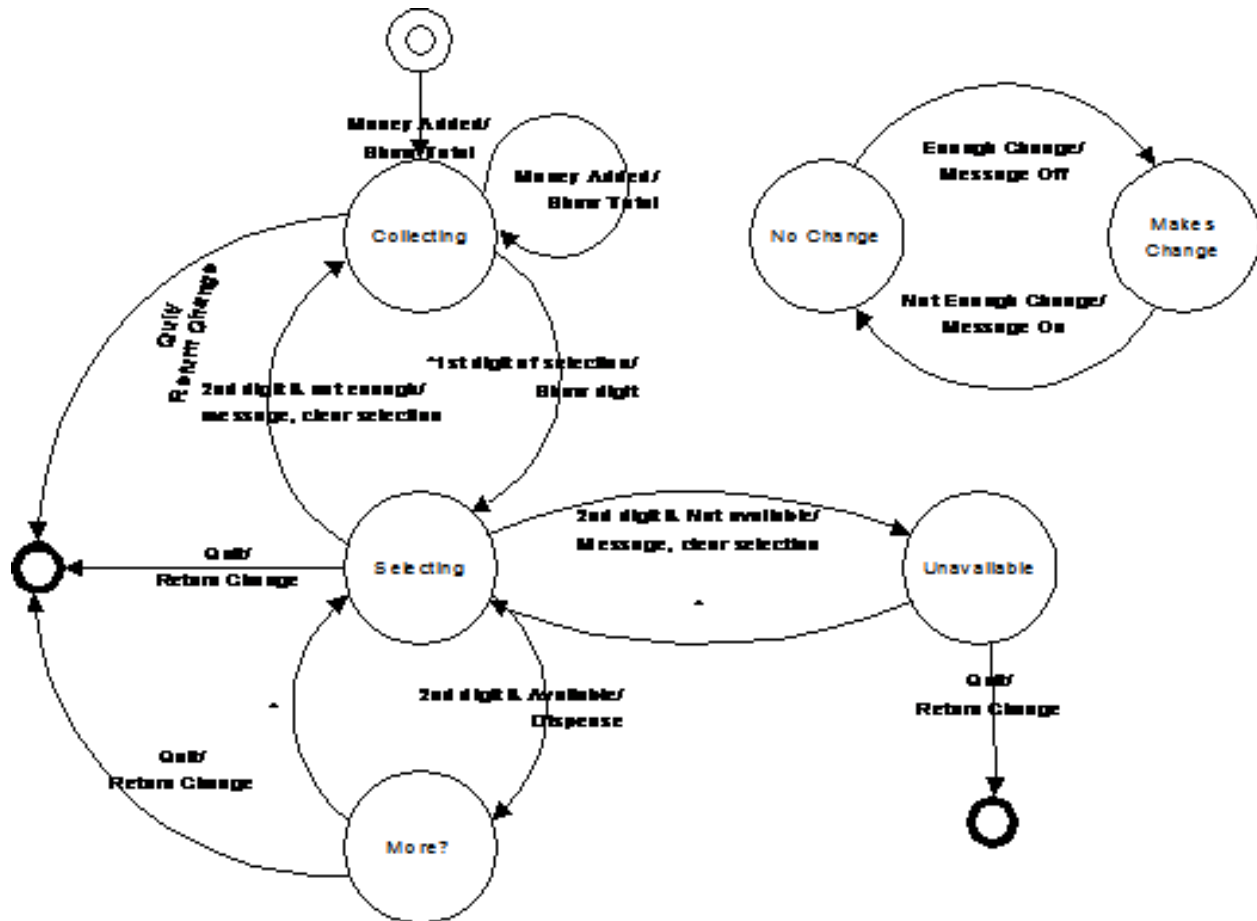 Money Added/
Show Total
Money Added/
Show Total
Collecting
Enough Change/
Message Off
No Change
Makes
Change
Not Enough Change/
Message On
Quit/
Return Change
"1st digit of selection/
Show digit
2nd digit & not enough/
message, clear selection
2nd digit & Not available/
Message, clear selection
Quit/
Return Change
Selecting
Unavailable
"
2nd digit & Available/
Dispense
"
Quit/
Return Change
Quit/
Return Change
More?